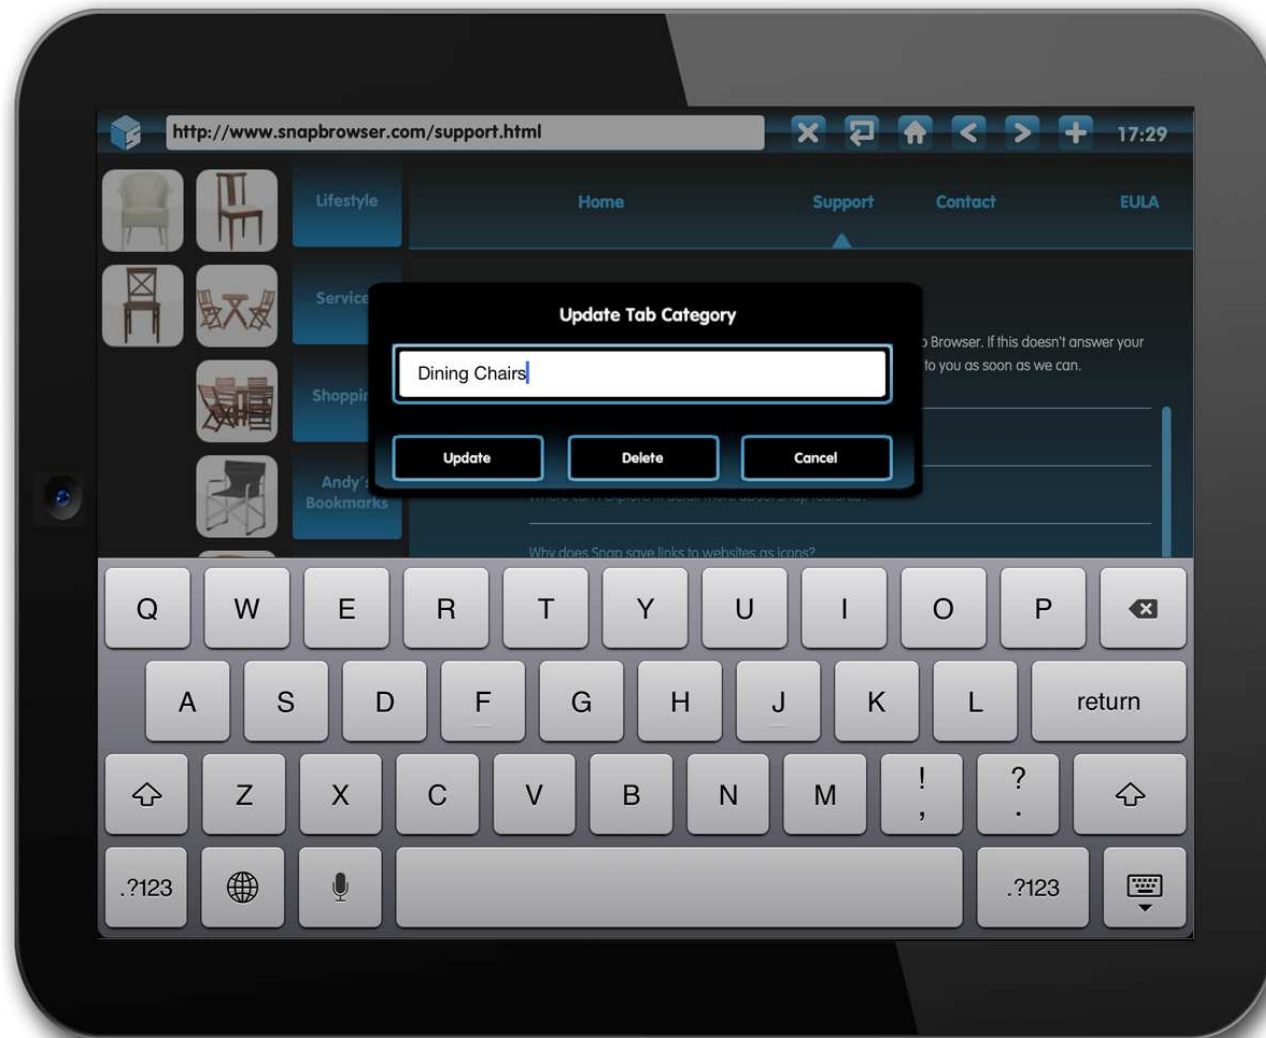 http://www.snapbrowser.com/support.html
17:29
Lifestyle
Home
Support
Contact
EULA
Service
Update Tab Category
Browser. If this doesn't answer your
to you as soon as we can.
Dining Chairs
Shoppin
Update
Delete
Cancel
Andy's
Bookmarks
Why does Snap save links to websites as icons?
Q W E R T Y U I O P
A S D F G H J K L return
Z X C V B N M ! , ? .
.?123 .?123